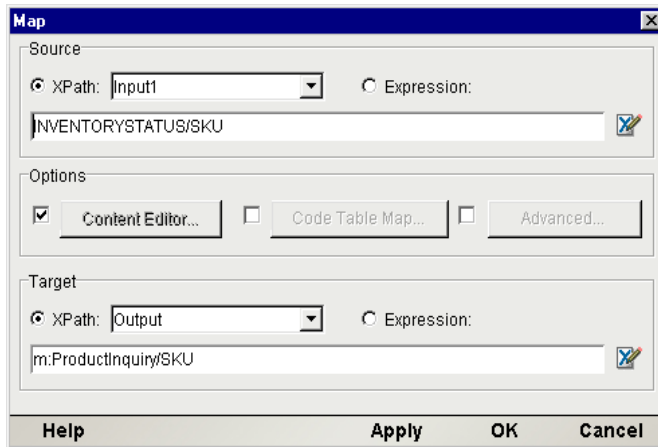 Map
Source
XPath: Input1 Expression:
INVENTORYSTATUS/SKU
Options
Content Editor... Code Table Map... Advanced...
Target
XPath: Output Expression:
m:ProductInquiry/SKU
Help Apply OK Cancel